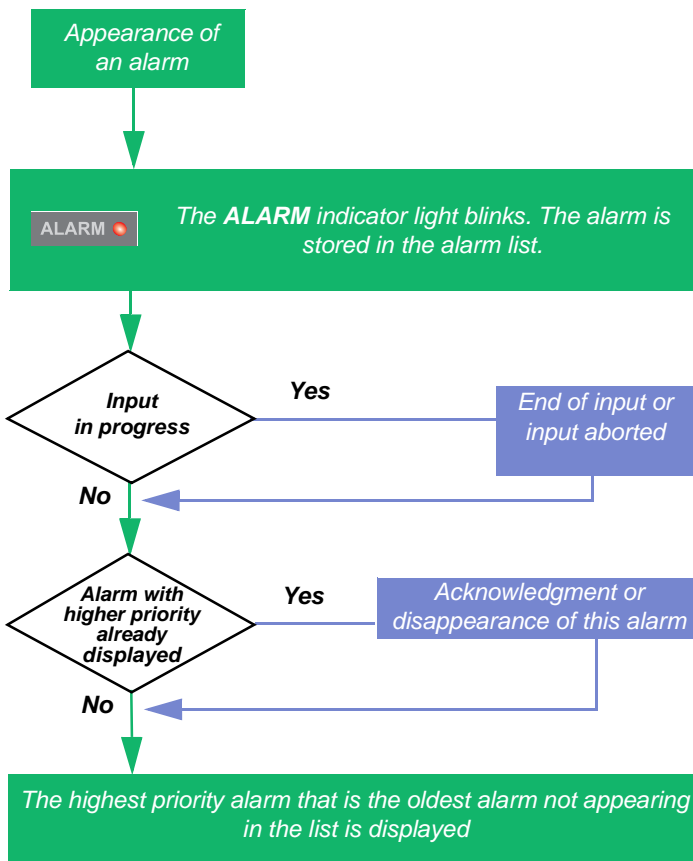 Appearance of
an alarm
ALARM
The ALARM indicator light blinks. The alarm is
stored in the alarm list.
Input
in progress
Yes
End of input or
input aborted
No
Alarm with
higher priority
already
displayed
Yes
Acknowledgment or
disappearance of this alarm
No
The highest priority alarm that is the oldest alarm not appearing
in the list is displayed